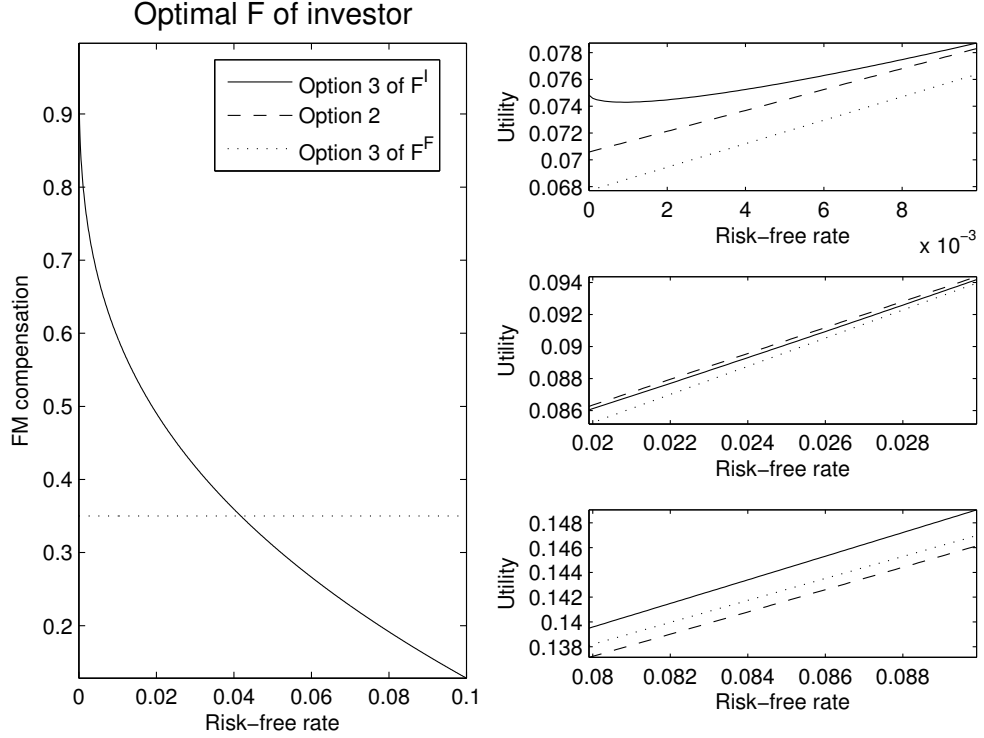 Optimal F of investor
FM compensation
0.9
0.8
0.7
0.6
0.5
0.4
0.3
0.2
0 0.02 0.04 0.06 0.08 0.1
Risk−free rate
Option 3 of F^I
Option 2
Option 3 of F^F
Utility
0.078
0.076
0.074
0.072
0.07
0.068
0 2 4 6 8
Risk−free rate
x 10^−3
Utility
0.094
0.092
0.09
0.088
0.086
0.02 0.022 0.024 0.026 0.028
Risk−free rate
Utility
0.148
0.146
0.144
0.142
0.14
0.138
0.08 0.082 0.084 0.086 0.088
Risk−free rate